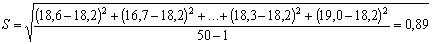 S = √(((18,6−18,2)² + (16,7−18,2)² + ... + (18,3−18,2)² + (19,0−18,2)²) / (50−1)) = 0,89